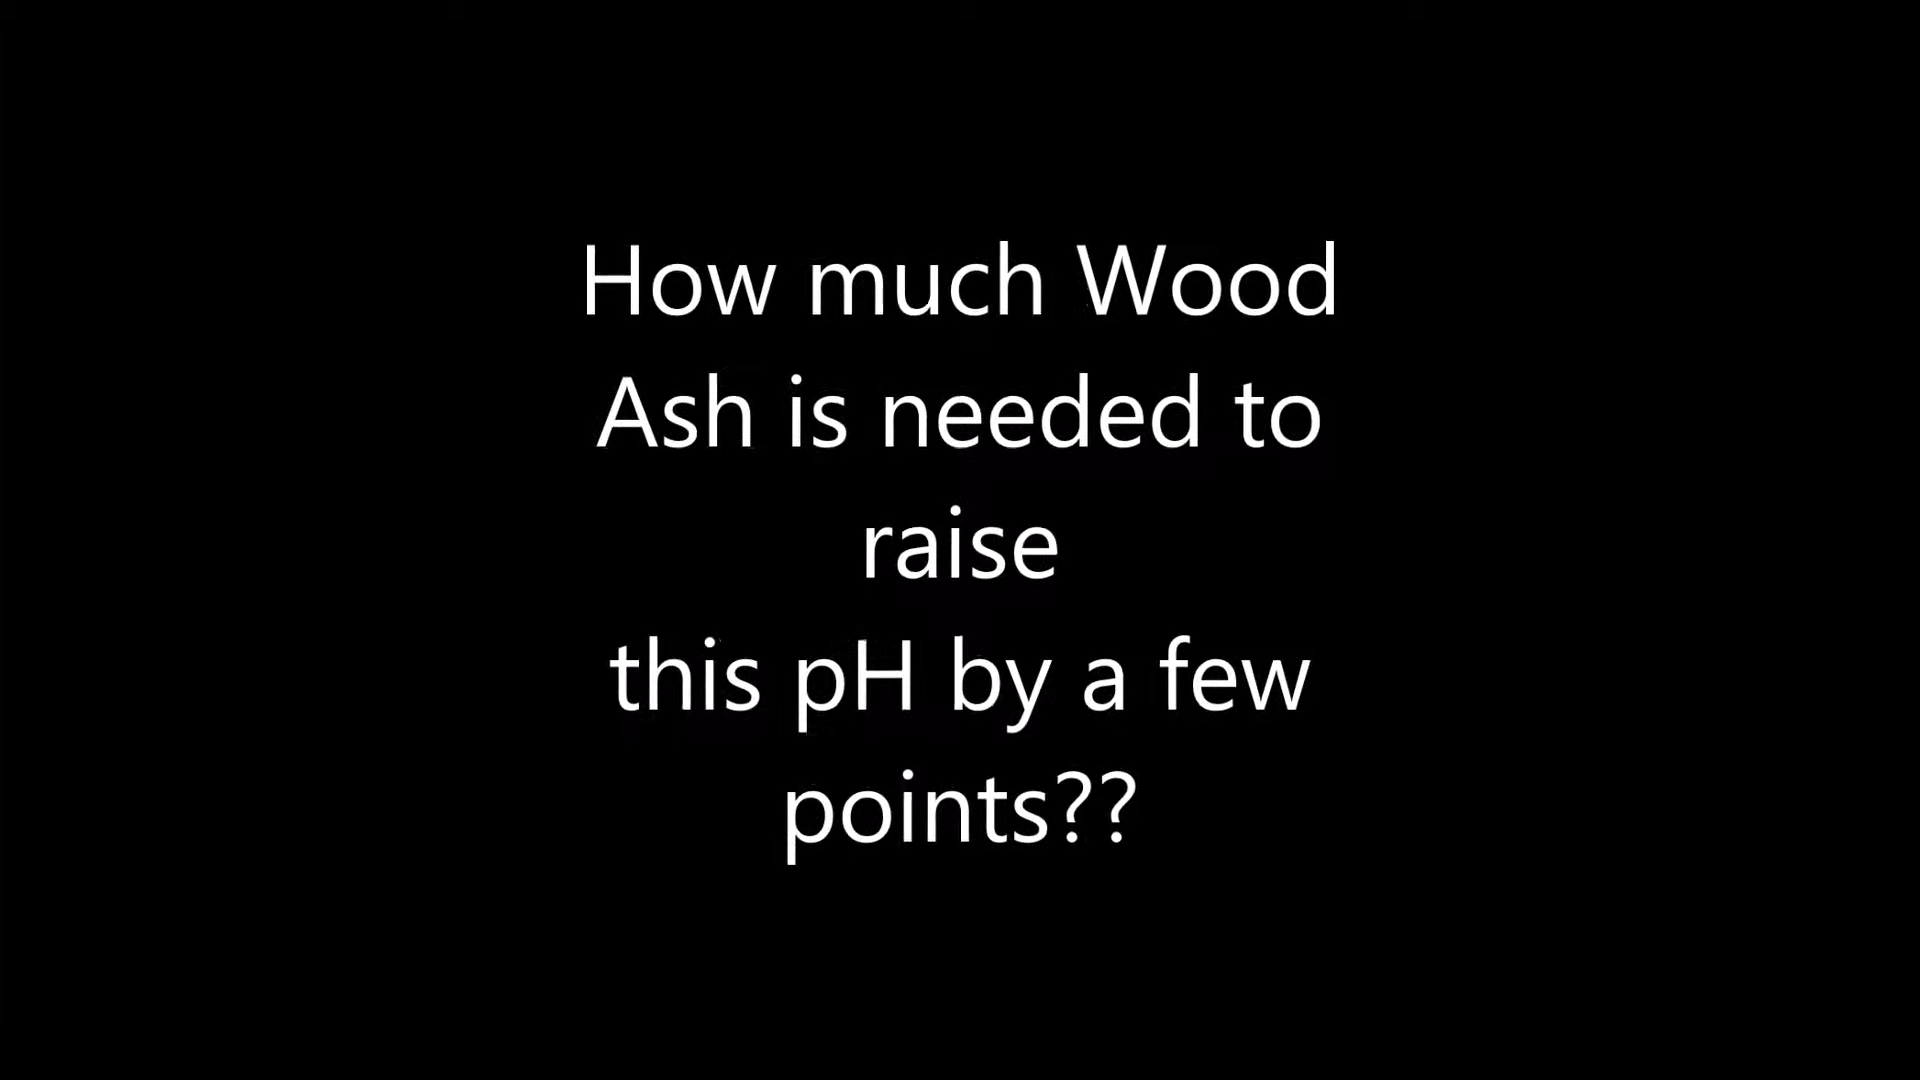 How much Wood
Ash is needed to
raise
this pH by a few
points??